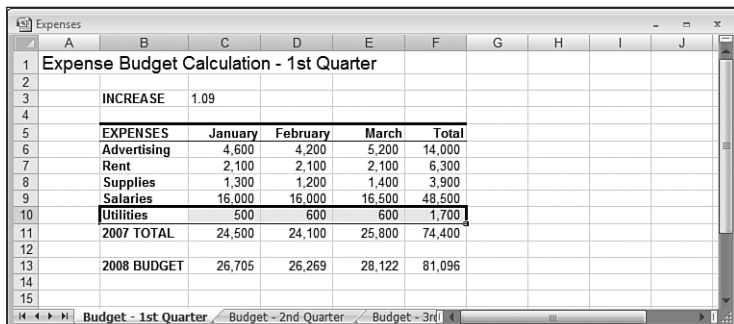 Expenses
A B C D E F G H I J
1 Expense Budget Calculation - 1st Quarter
2
3 INCREASE 1.09
4
5 EXPENSES January February March Total
6 Advertising 4,600 4,200 5,200 14,000
7 Rent 2,100 2,100 2,100 6,300
8 Supplies 1,300 1,200 1,400 3,900
9 Salaries 16,000 16,000 16,500 48,500
10 Utilities 500 600 600 1,700
11 2007 TOTAL 24,500 24,100 25,800 74,400
12
13 2008 BUDGET 26,705 26,269 28,122 81,096
14
15
Budget - 1st Quarter Budget - 2nd Quarter Budget - 3rd